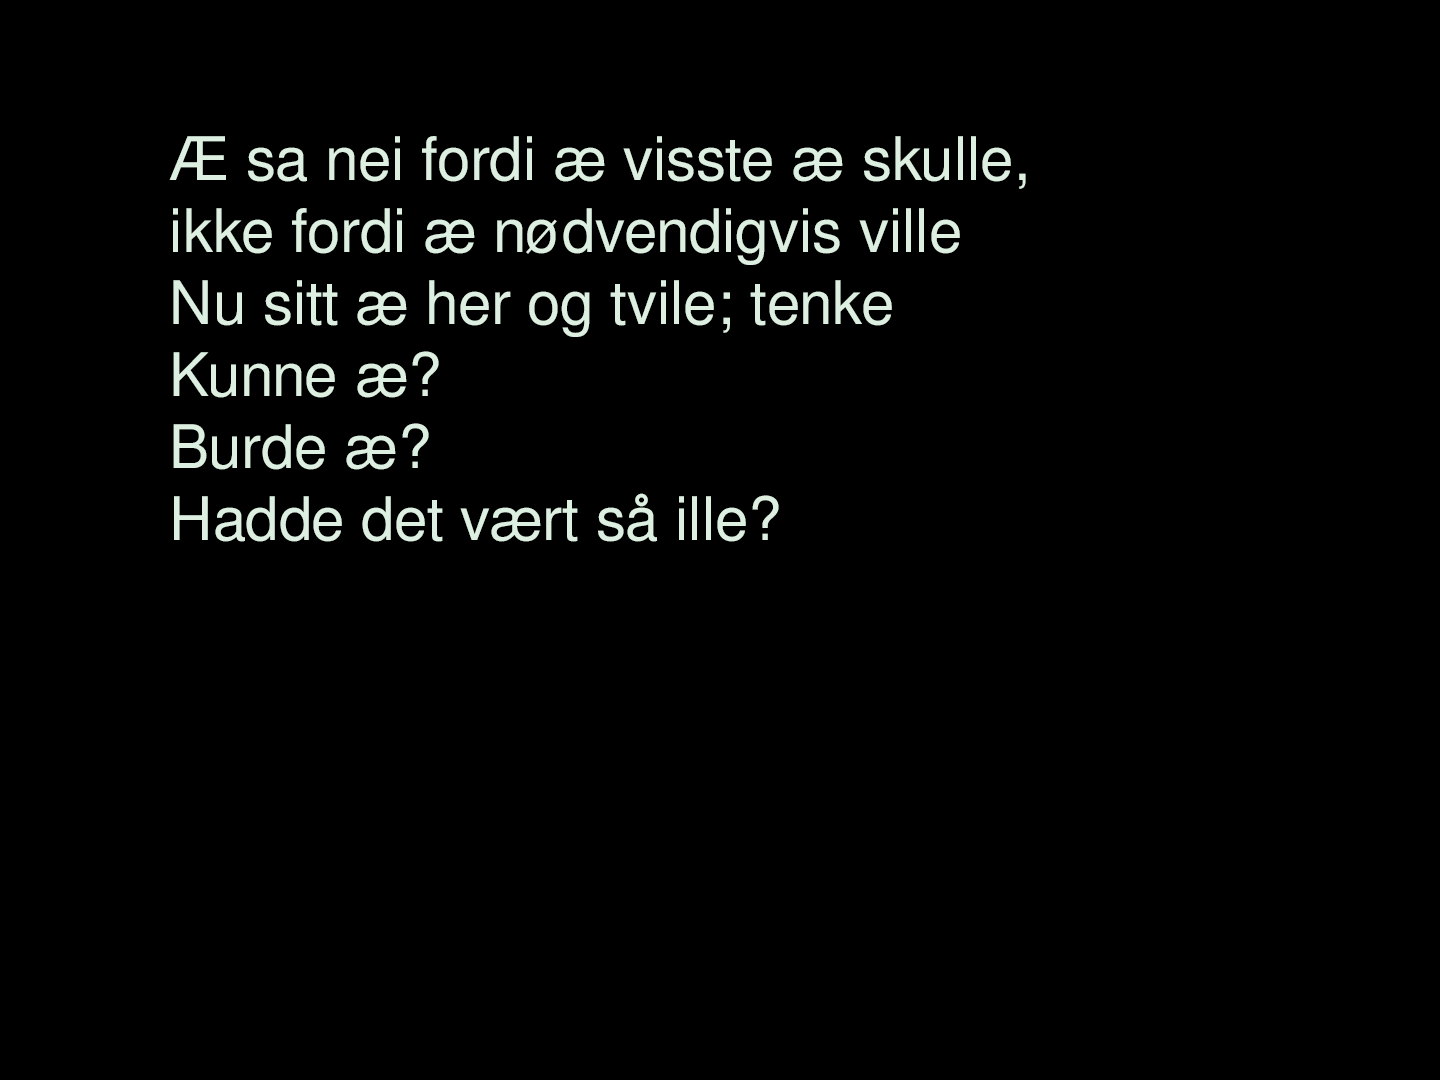 Æ sa nei fordi æ visste æ skulle,
ikke fordi æ nødvendigvis ville
Nu sitt æ her og tvile; tenke
Kunne æ?
Burde æ?
Hadde det vært så ille?